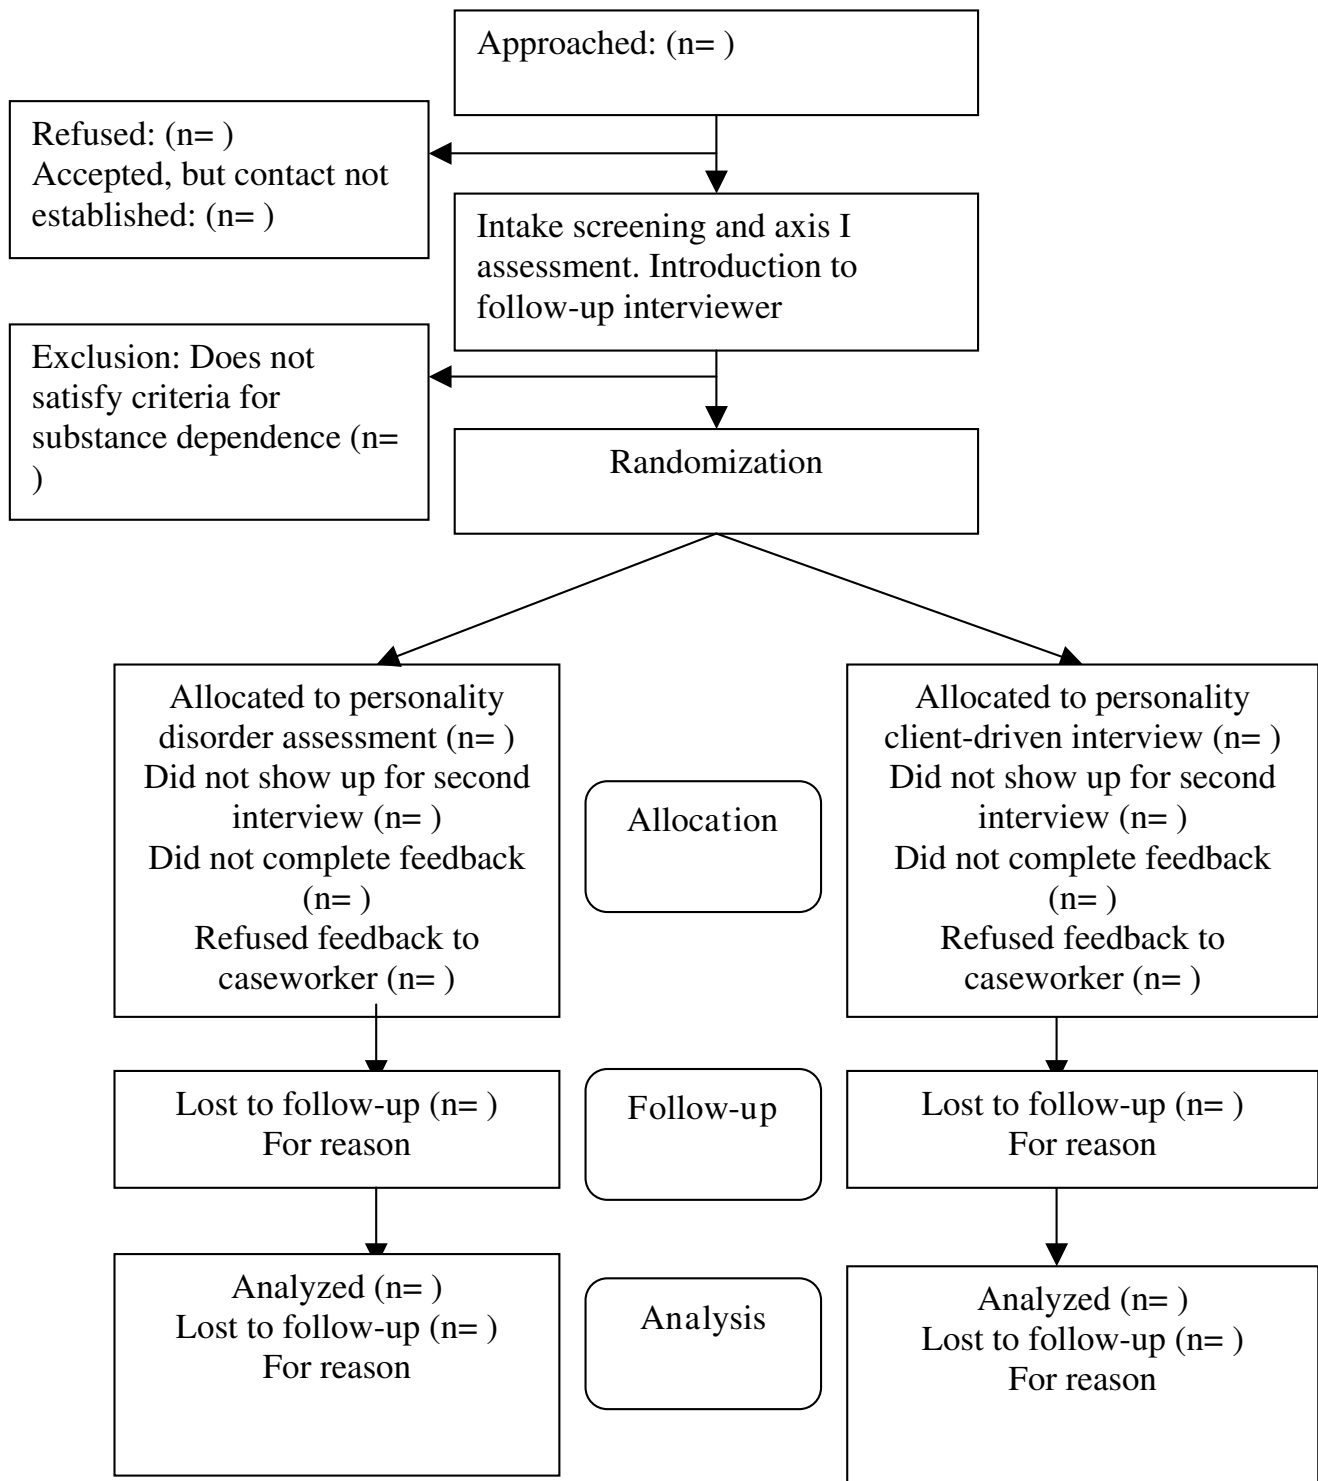 Approached: (n= )
Refused: (n= )
Accepted, but contact not
established: (n= )
Intake screening and axis I
assessment. Introduction to
follow-up interviewer
Exclusion: Does not
satisfy criteria for
substance dependence (n=
)
Randomization
Allocated to personality
disorder assessment (n= )
Did not show up for second
interview (n= )
Did not complete feedback
(n= )
Refused feedback to
caseworker (n= )
Allocation
Allocated to personality
client-driven interview (n= )
Did not show up for second
interview (n= )
Did not complete feedback
(n= )
Refused feedback to
caseworker (n= )
Lost to follow-up (n= )
For reason
Follow-up
Lost to follow-up (n= )
For reason
Analyzed (n= )
Lost to follow-up (n= )
For reason
Analysis
Analyzed (n= )
Lost to follow-up (n= )
For reason